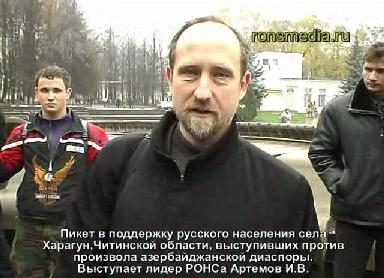 ronsmedia.ru
Пикет в поддержку русского населения села
Харагун,Читинской области, выступивших против
произвола азербайджанской диаспоры.
Выступает лидер РОНСа Артемов И.В.